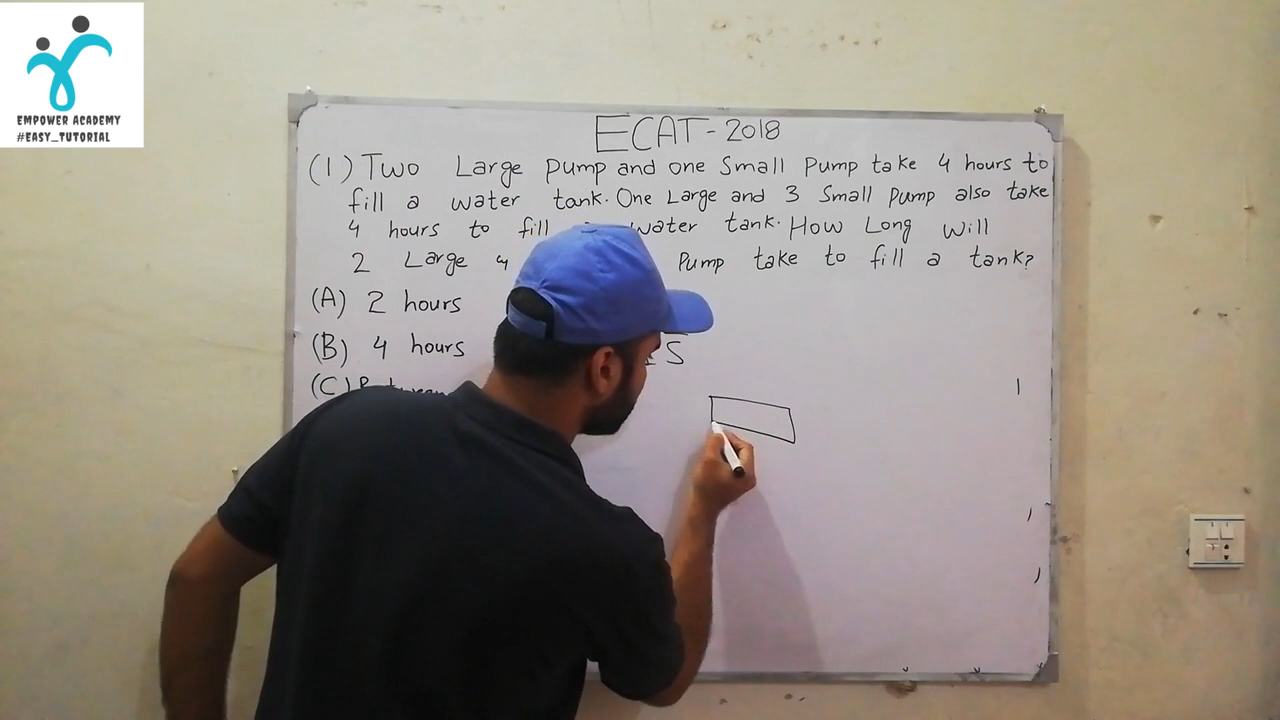 EMPOWER ACADEMY
#EASY_TUTORIAL
ECAT-2018
(1) Two Large pump and one Small Pump take 4 hours to
fill a water tank. One Large and 3 Small Pump also take
4 hours to fill water tank. How Long Will
2 Large 4 Pump take to fill a tank?
(A) 2 hours
(B) 4 hours
(C)